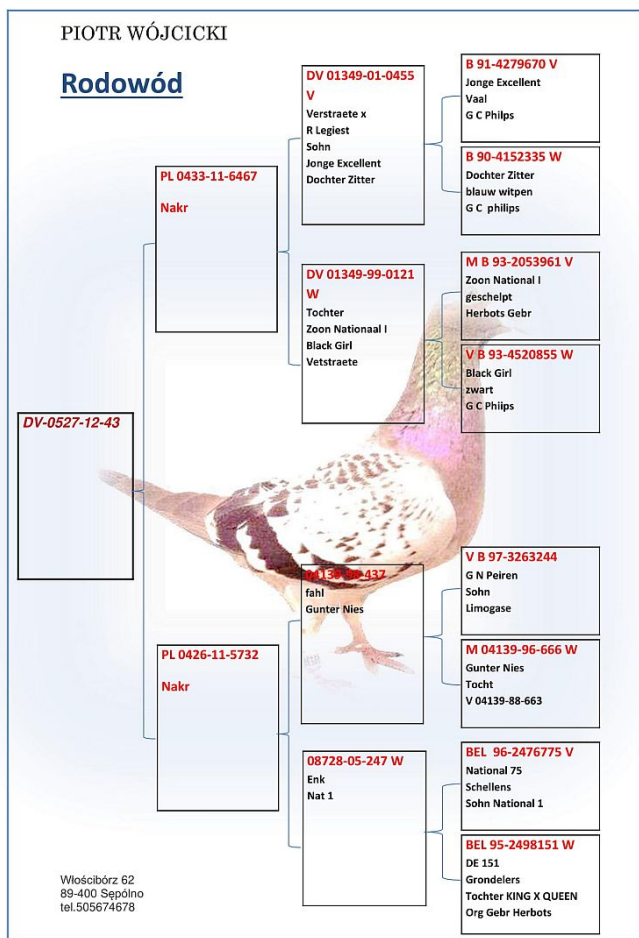 PIOTR WÓJCICKI
Rodowód
DV-0527-12-43
PL 0433-11-6467
Nakr
PL 0426-11-5732
Nakr
DV 01349-01-0455
V
Verstraete x
R Legiest
Sohn
Jonge Excellent
Dochter Zitter
DV 01349-99-0121
W
Tochter
Zoon Nationaal I
Black Girl
Vetstraete
fahl
Gunter Nies
08728-05-247 W
Enk
Nat 1
B 91-4279670 V
Jonge Excellent
Vaal
G C Philps
B 90-4152335 W
Dochter Zitter
blauw witpen
G C philips
M B 93-2053961 V
Zoon National I
geschelpt
Herbots Gebr
V B 93-4520855 W
Black Girl
zwart
G C Phiips
V B 97-3263244
G N Peiren
Sohn
Limogase
M 04139-96-666 W
Gunter Nies
Tocht
V 04139-88-663
BEL 96-2476775 V
National 75
Schellens
Sohn National 1
BEL 95-2498151 W
DE 151
Grondelers
Tochter KING X QUEEN
Org Gebr Herbots
Włościbórz 62
89-400 Sępólno
tel.505674678